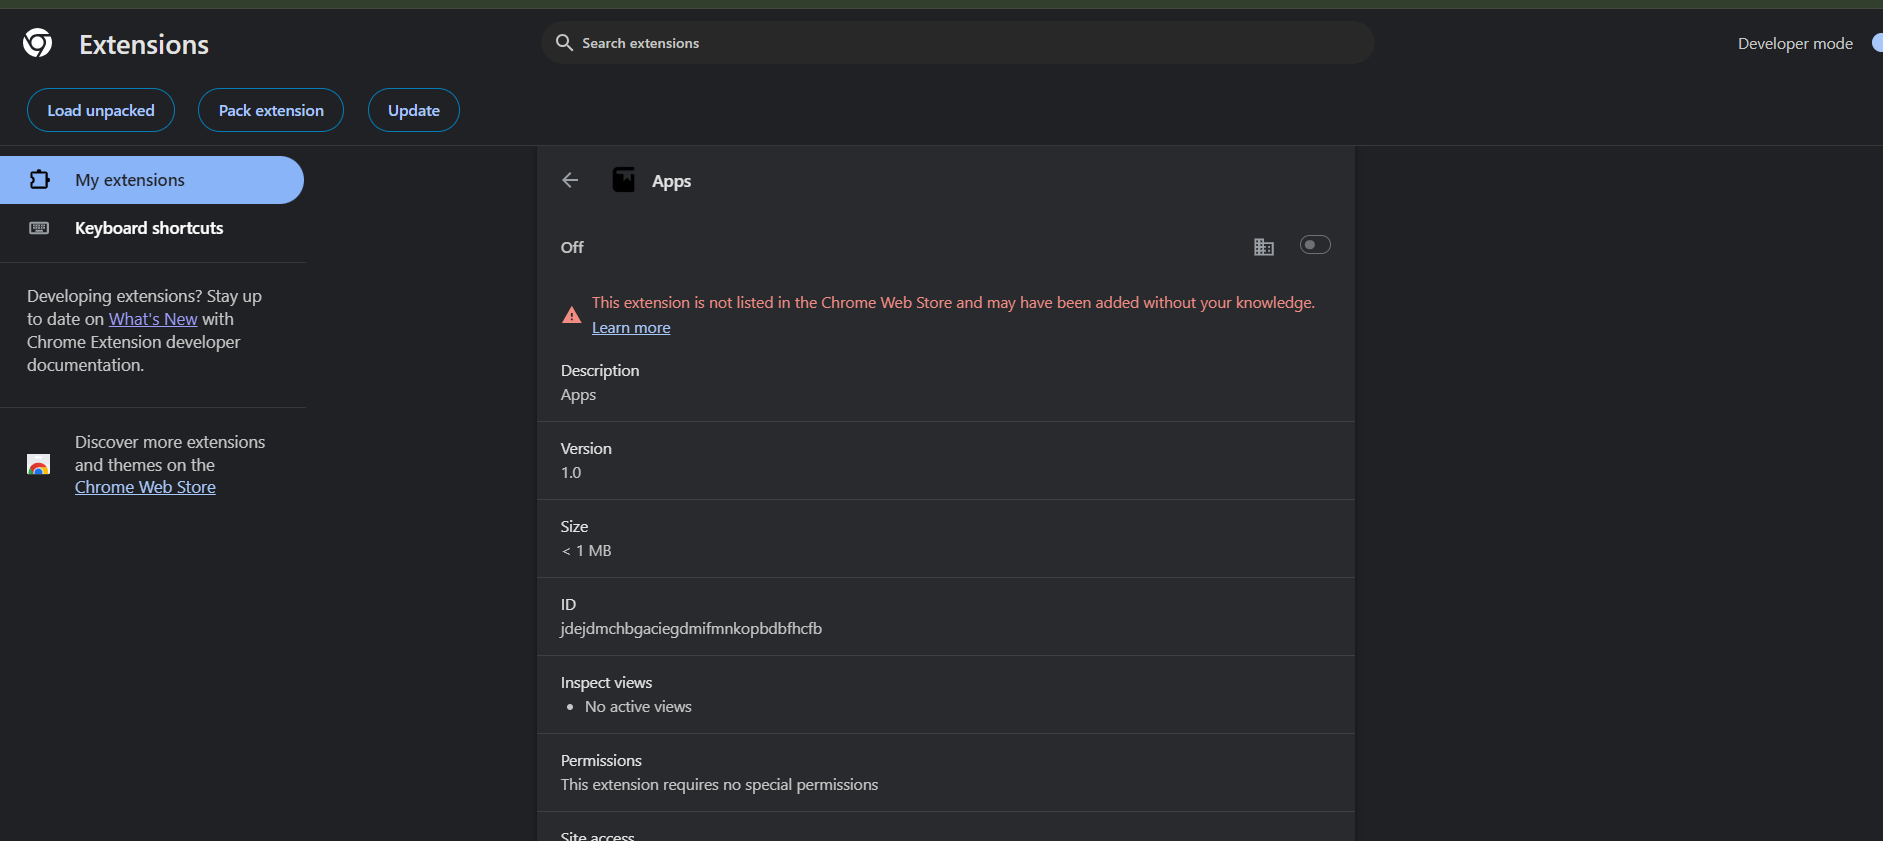 Extensions
Search extensions
Developer mode
Load unpacked
Pack extension
Update
My extensions
Keyboard shortcuts
Developing extensions? Stay up
to date on What's New with
Chrome Extension developer
documentation.
Discover more extensions
and themes on the
Chrome Web Store
Apps
Off
This extension is not listed in the Chrome Web Store and may have been added without your knowledge.
Learn more
Description
Apps
Version
1.0
Size
< 1 MB
ID
jdejdmchbgaciegdmifmnkopbdbfhcfb
Inspect views
• No active views
Permissions
This extension requires no special permissions
Site access